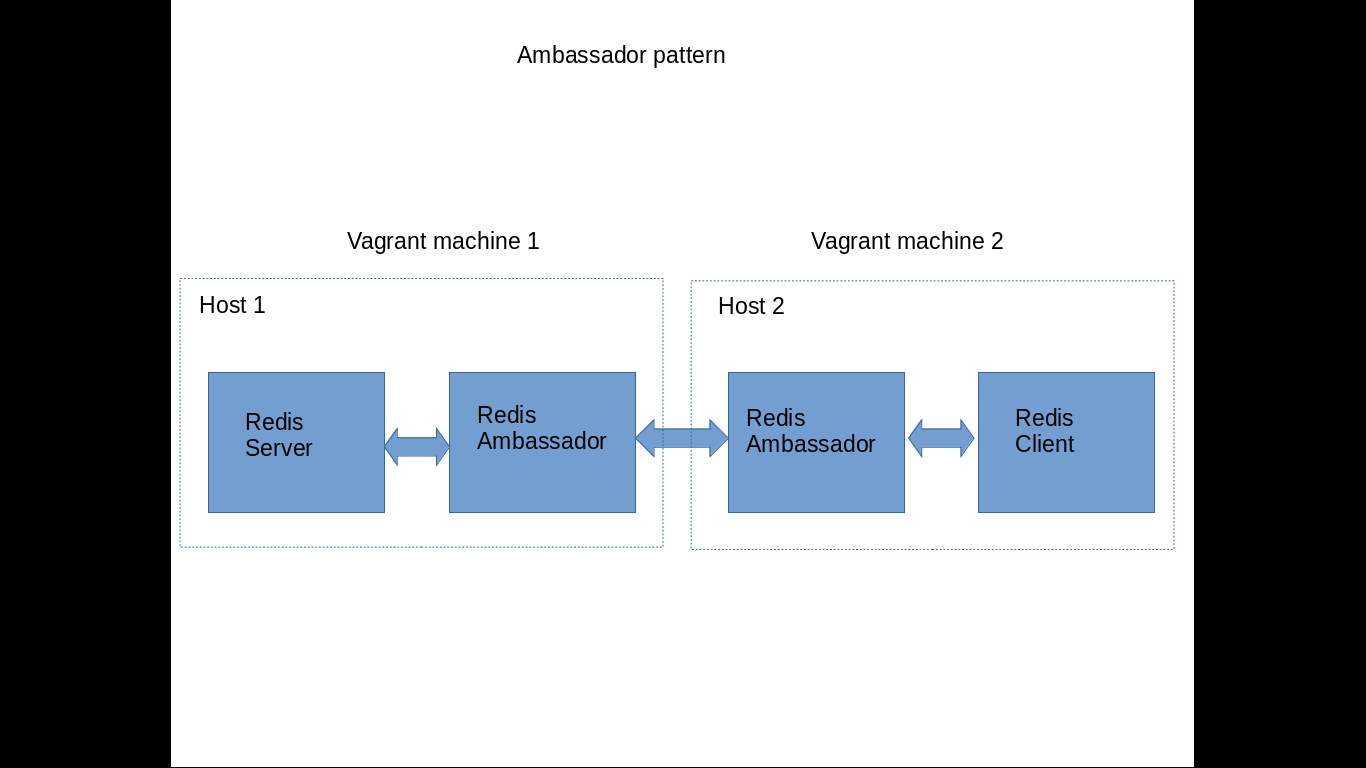 Ambassador pattern
Vagrant machine 1
Vagrant machine 2
Host 1
Redis
Server
Redis
Ambassador
Host 2
Redis
Ambassador
Redis
Client